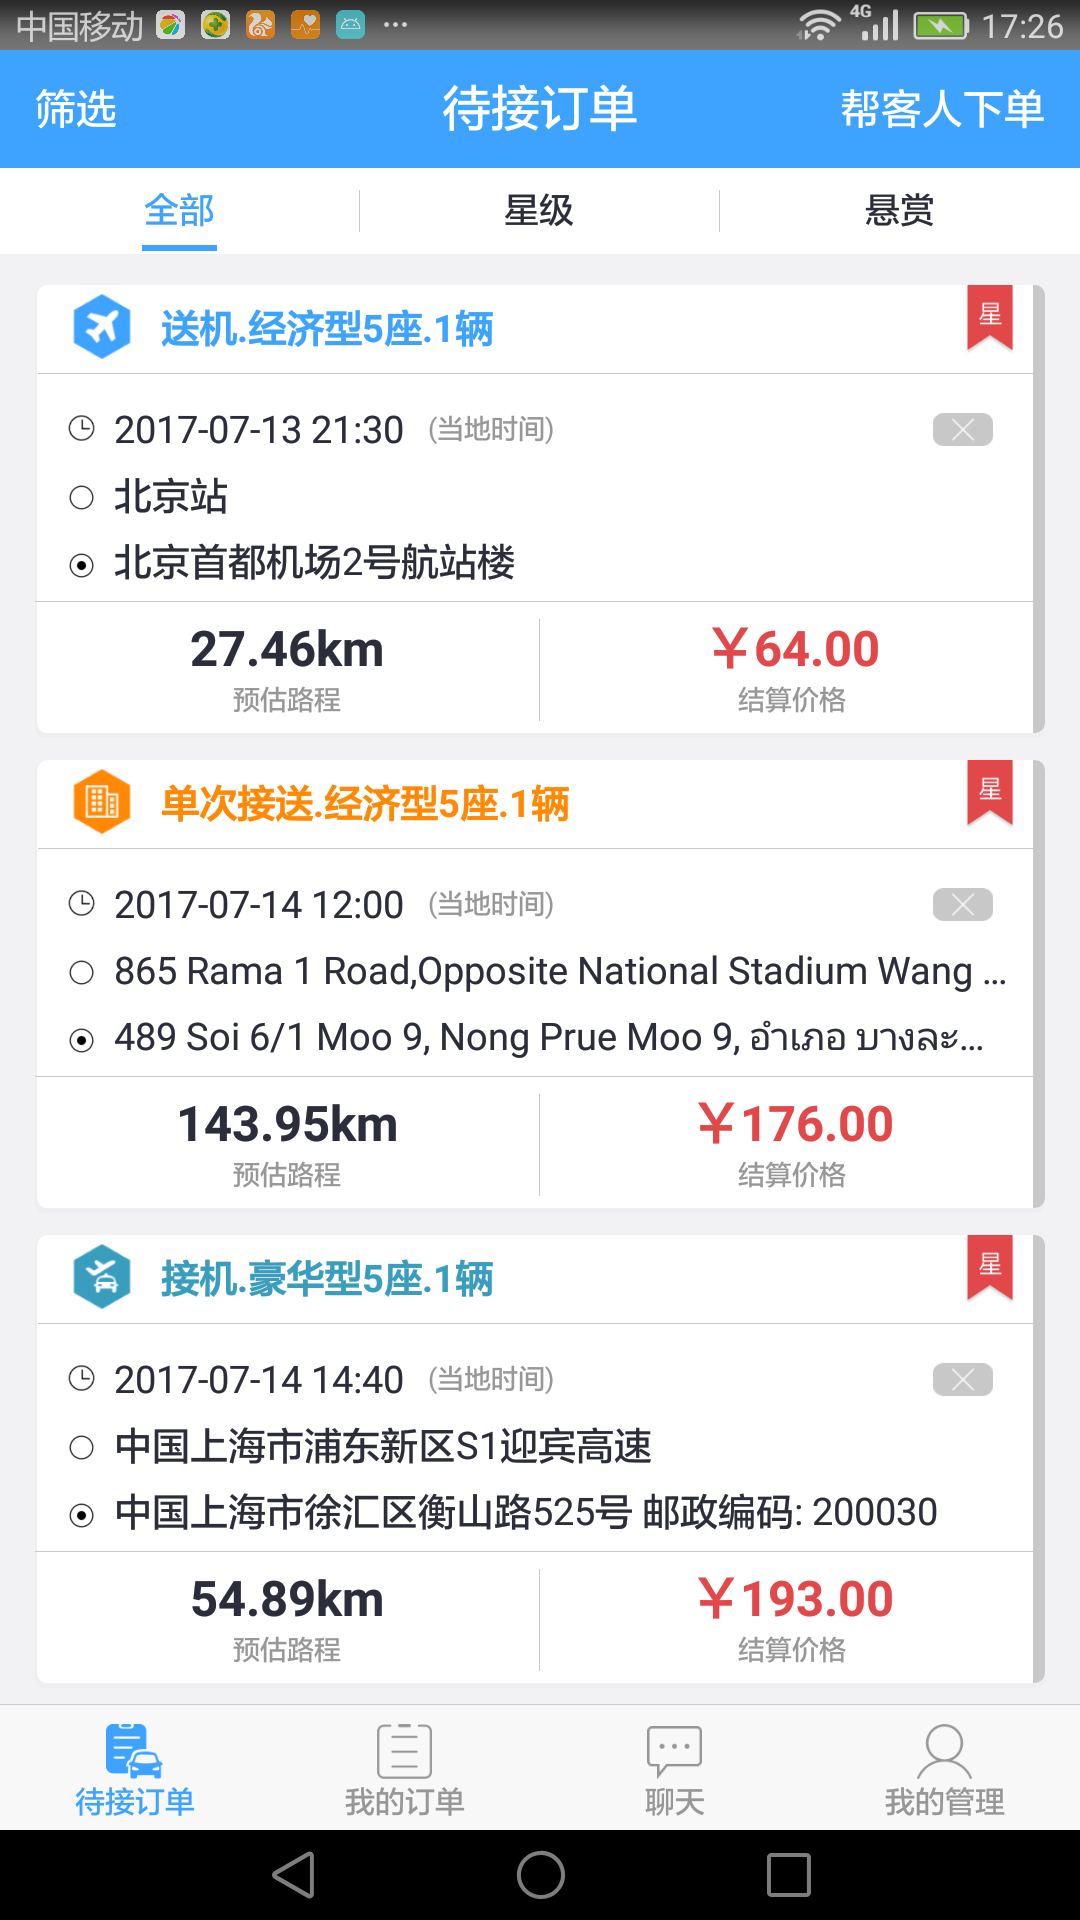 中国移动 ... 4G 17:26
筛选 待接订单 帮客人下单
全部 星级 悬赏
送机.经济型5座.1辆 星
2017-07-13 21:30 (当地时间)
北京站
北京首都机场2号航站楼
27.46km ￥64.00
预估路程 结算价格
单次接送.经济型5座.1辆 星
2017-07-14 12:00 (当地时间)
865 Rama 1 Road,Opposite National Stadium Wang ...
489 Soi 6/1 Moo 9, Nong Prue Moo 9, อำเภอ บางละ...
143.95km ￥176.00
预估路程 结算价格
接机.豪华型5座.1辆 星
2017-07-14 14:40 (当地时间)
中国上海市浦东新区S1迎宾高速
中国上海市徐汇区衡山路525号 邮政编码: 200030
54.89km ￥193.00
预估路程 结算价格
待接订单 我的订单 聊天 我的管理